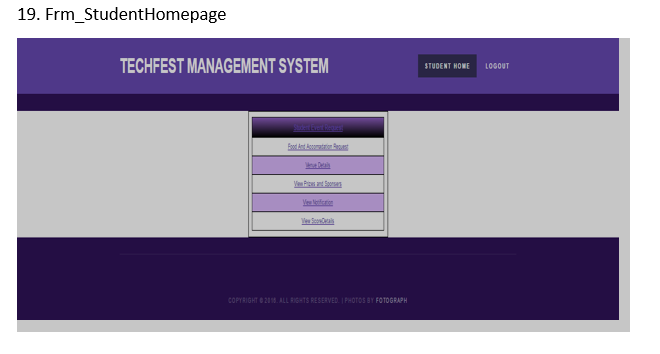 19. Frm_StudentHomepage
TECHFEST MANAGEMENT SYSTEM
STUDENT HOME LOGOUT
Food And Accomadation Request
Venue Details
View Prizes and Sponsers
View Notification
View ScoreDetails
COPYRIGHT © 2016. ALL RIGHTS RESERVED. | PHOTOS BY FOTOGRAPH